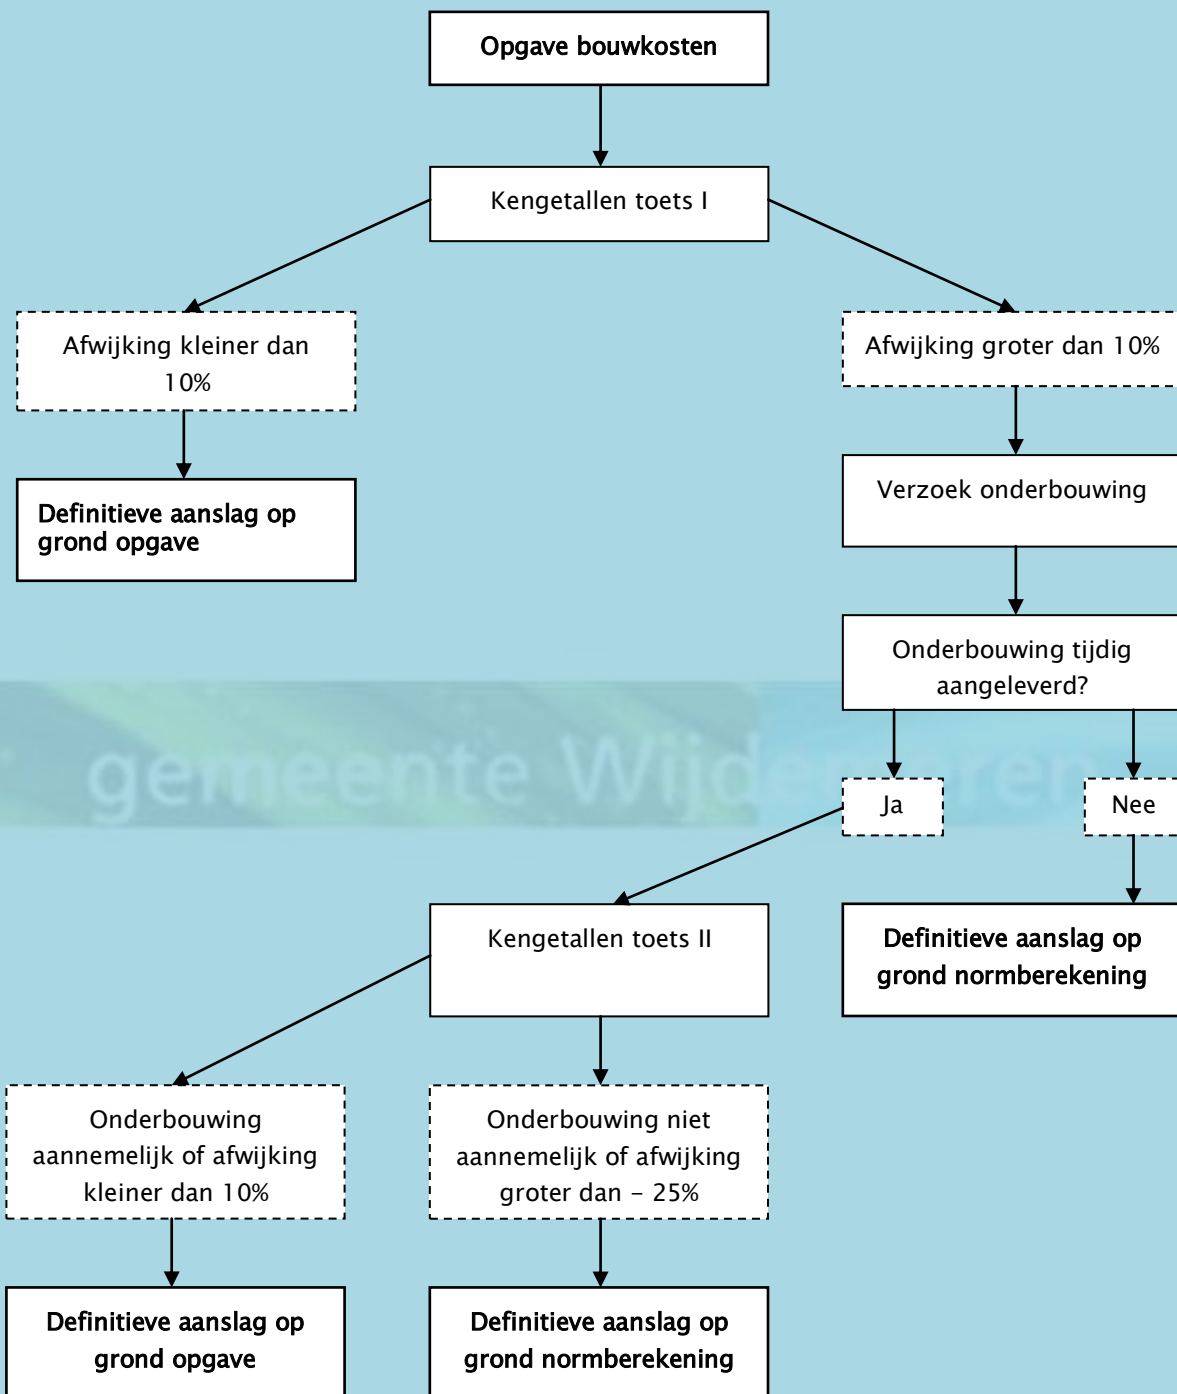 Opgave bouwkosten
Kengetallen toets I
Afwijking kleiner dan
10%
Afwijking groter dan 10%
Definitieve aanslag op
grond opgave
Verzoek onderbouwing
Onderbouwing tijdig
aangeleverd?
gemeente Wijdemeren
Ja
Nee
Kengetallen toets II
Definitieve aanslag op
grond normberekening
Onderbouwing
aannemelijk of afwijking
kleiner dan 10%
Onderbouwing niet
aannemelijk of afwijking
groter dan – 25%
Definitieve aanslag op
grond opgave
Definitieve aanslag op
grond normberekening